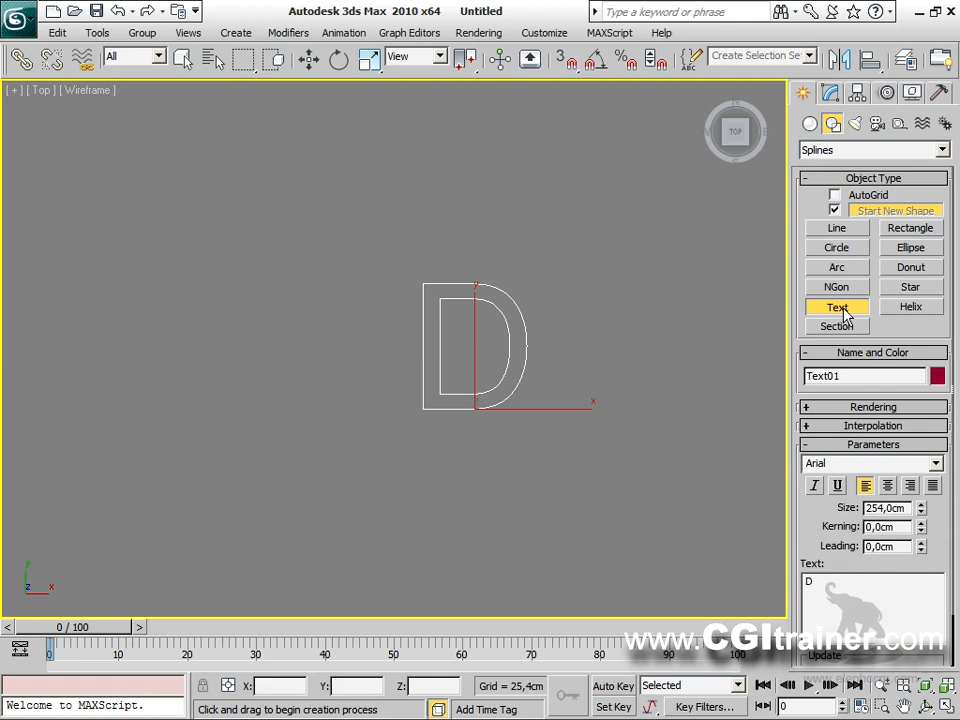 Autodesk 3ds Max 2010 x64 Untitled
Type a keyword or phrase
Edit Tools Group Views Create Modifiers Animation Graph Editors Rendering Customize MAXScript Help
All View 3 Create Selection Se
[ + ] [ Top ] [ Wireframe ]
TOP
Splines
- Object Type
AutoGrid
Start New Shape
Line Rectangle
Circle Ellipse
Arc Donut
NGon Star
Text Helix
Section
- Name and Color
Text01
+ Rendering
+ Interpolation
- Parameters
Arial
I U
Size: 254,0cm
Kerning: 0,0cm
Leading: 0,0cm
Text:
D
D
y
x
y
z x
www.CGItrainer.com
Update
< 0 / 100 >
0 10 20 30 40 50 60 70 80 90 100
X: Y: Z: Grid = 25,4cm Auto Key Selected
Welcome to MAXScript. Click and drag to begin creation process Add Time Tag Set Key Key Filters... 0